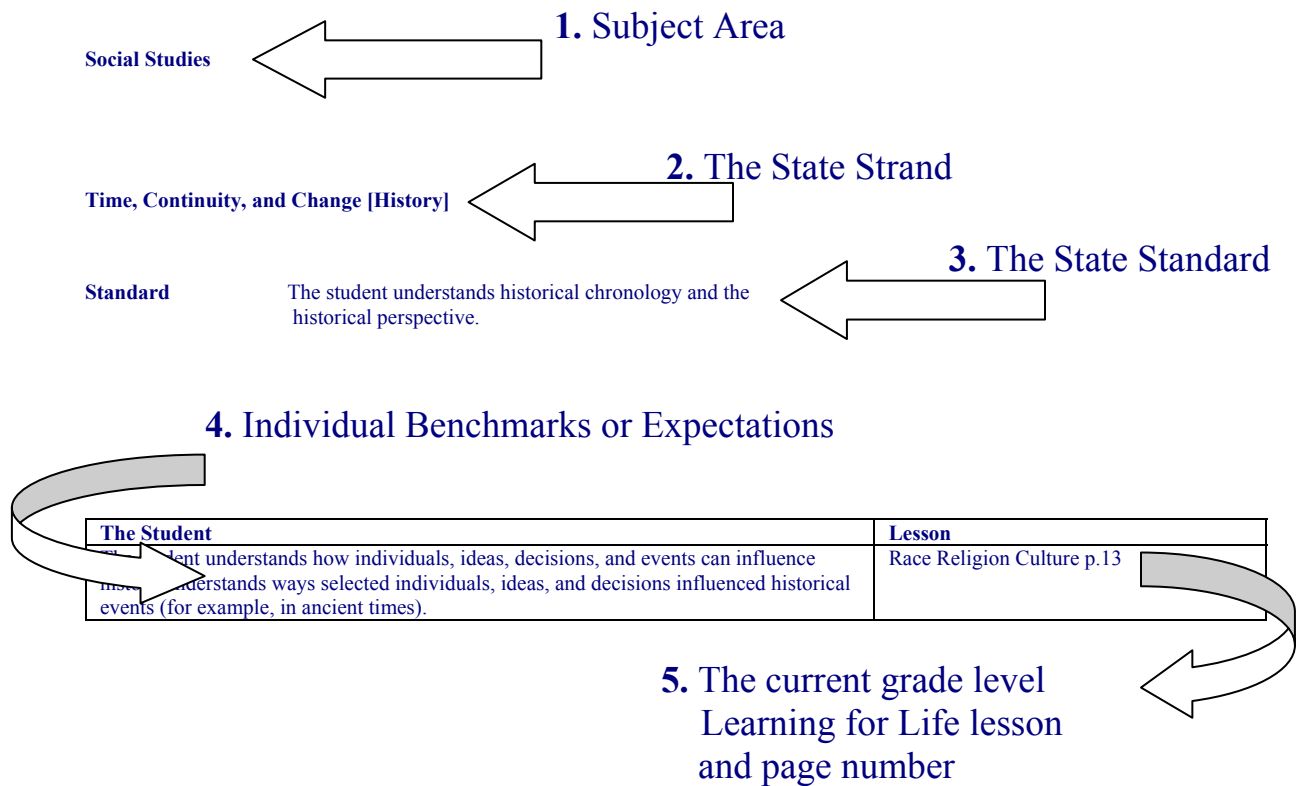 1. Subject Area
Social Studies
2. The State Strand
Time, Continuity, and Change [History]
3. The State Standard
Standard The student understands historical chronology and the
historical perspective.
4. Individual Benchmarks or Expectations
The Student Lesson
understands how individuals, ideas, decisions, and events can influence Race Religion Culture p.13
understands ways selected individuals, ideas, and decisions influenced historical
events (for example, in ancient times).
5. The current grade level
Learning for Life lesson
and page number